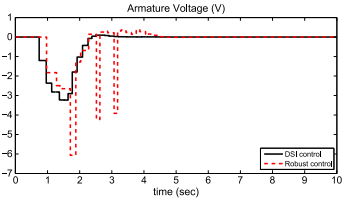 Armature Voltage (V)
1
0
−1
−2
−3
−4
−5
−6
−7
DSI control
Robust control
0 1 2 3 4 5 6 7 8 9 10
time (sec)